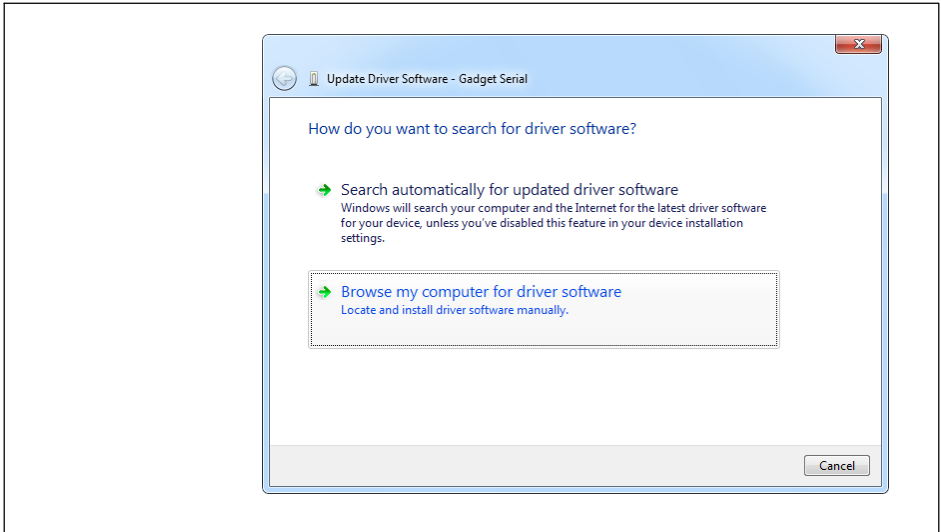 Update Driver Software - Gadget Serial
How do you want to search for driver software?
Search automatically for updated driver software
Windows will search your computer and the Internet for the latest driver software
for your device, unless you've disabled this feature in your device installation
settings.
Browse my computer for driver software
Locate and install driver software manually.
Cancel